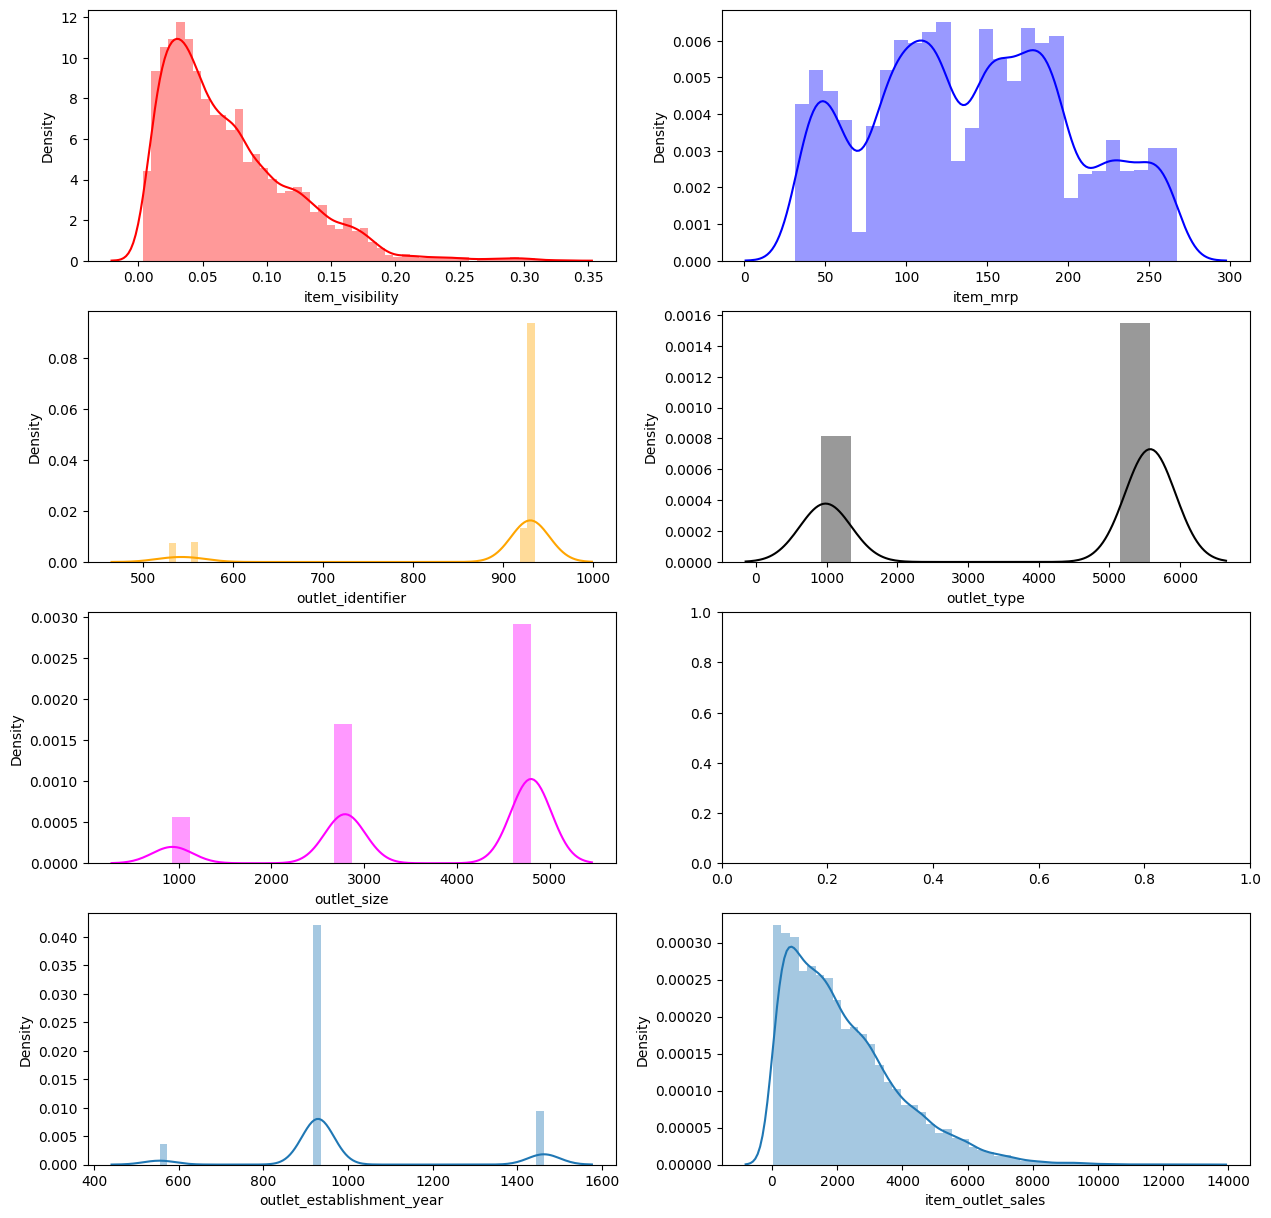 12
10
8
6
4
2
0
Density
0.00 0.05 0.10 0.15 0.20 0.25 0.30 0.35
item_visibility
0.006
0.005
0.004
0.003
0.002
0.001
0.000
Density
0 50 100 150 200 250 300
item_mrp
0.08
0.06
0.04
0.02
0.00
Density
500 600 700 800 900 1000
outlet_identifier
0.0016
0.0014
0.0012
0.0010
0.0008
0.0006
0.0004
0.0002
0.0000
Density
0 1000 2000 3000 4000 5000 6000
outlet_type
0.0030
0.0025
0.0020
0.0015
0.0010
0.0005
0.0000
Density
1000 2000 3000 4000 5000
outlet_size
1.0
0.8
0.6
0.4
0.2
0.0
0.0 0.2 0.4 0.6 0.8 1.0
0.040
0.035
0.030
0.025
0.020
0.015
0.010
0.005
0.000
Density
400 600 800 1000 1200 1400 1600
outlet_establishment_year
0.00030
0.00025
0.00020
0.00015
0.00010
0.00005
0.00000
Density
0 2000 4000 6000 8000 10000 12000 14000
item_outlet_sales